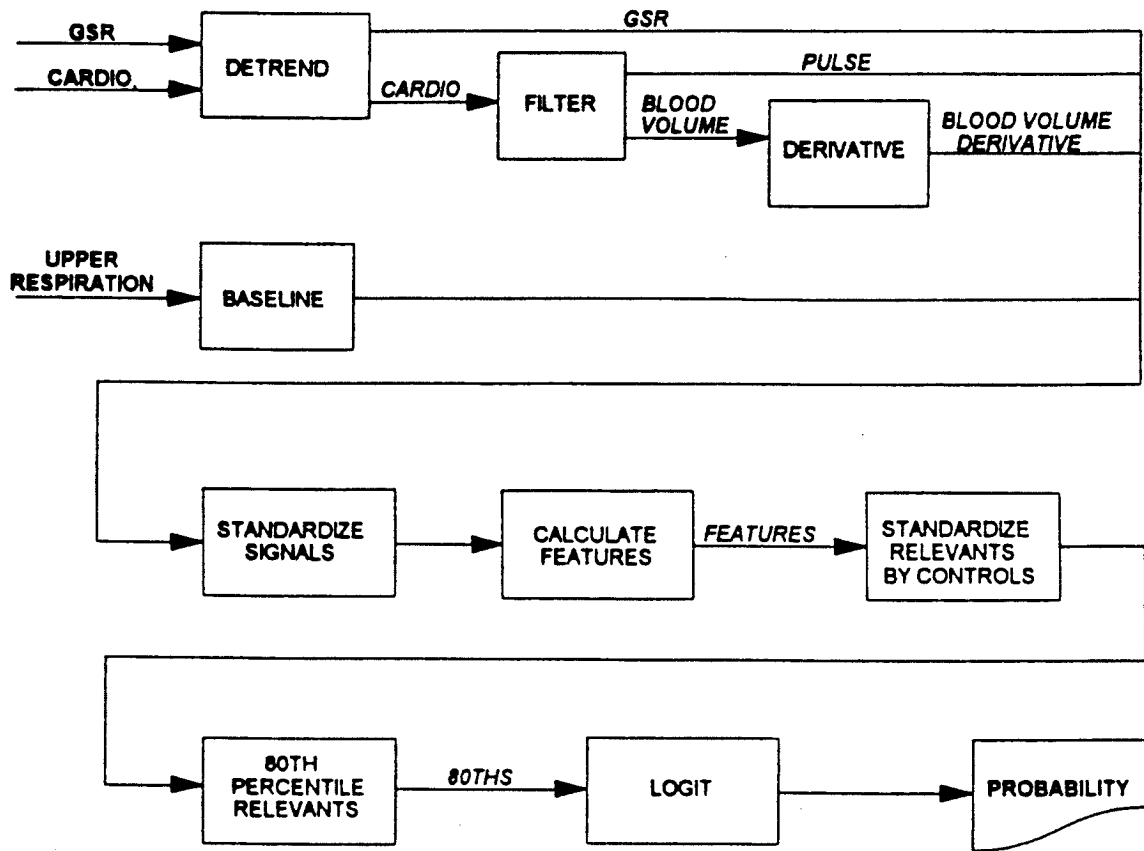 GSR
GSR
DETREND
CARDIO.
CARDIO
PULSE
FILTER
BLOOD
VOLUME
BLOOD VOLUME
DERIVATIVE
DERIVATIVE
UPPER
RESPIRATION
BASELINE
STANDARDIZE
SIGNALS
CALCULATE
FEATURES
FEATURES
STANDARDIZE
RELEVANTS
BY CONTROLS
80TH
PERCENTILE
RELEVANTS
80THS
LOGIT
PROBABILITY